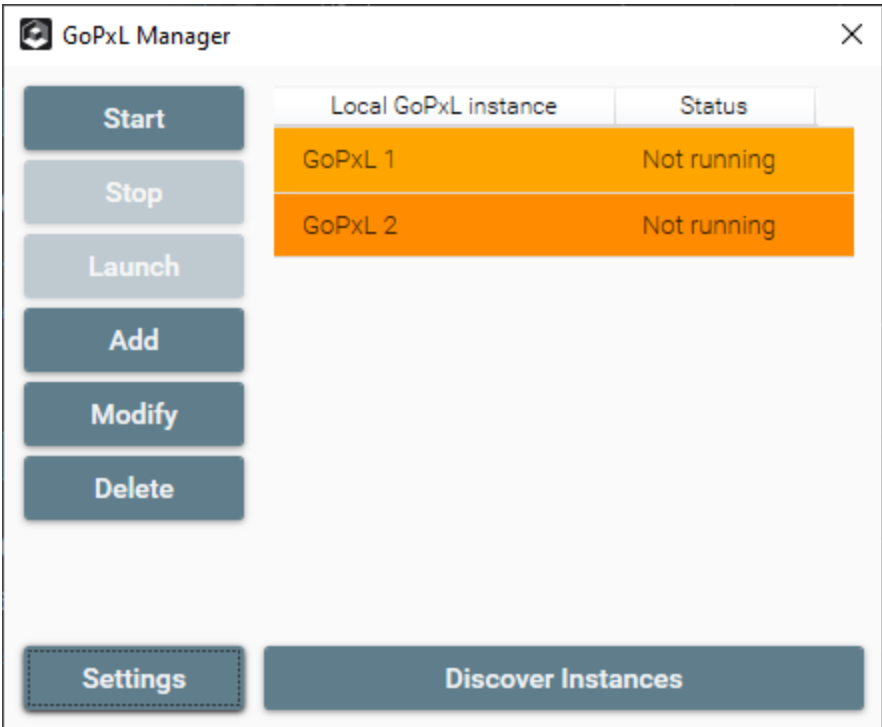 GoPxL Manager
Start
Stop
Launch
Add
Modify
Delete
Local GoPxL instance Status
GoPxL 1 Not running
GoPxL 2 Not running
Settings
Discover Instances